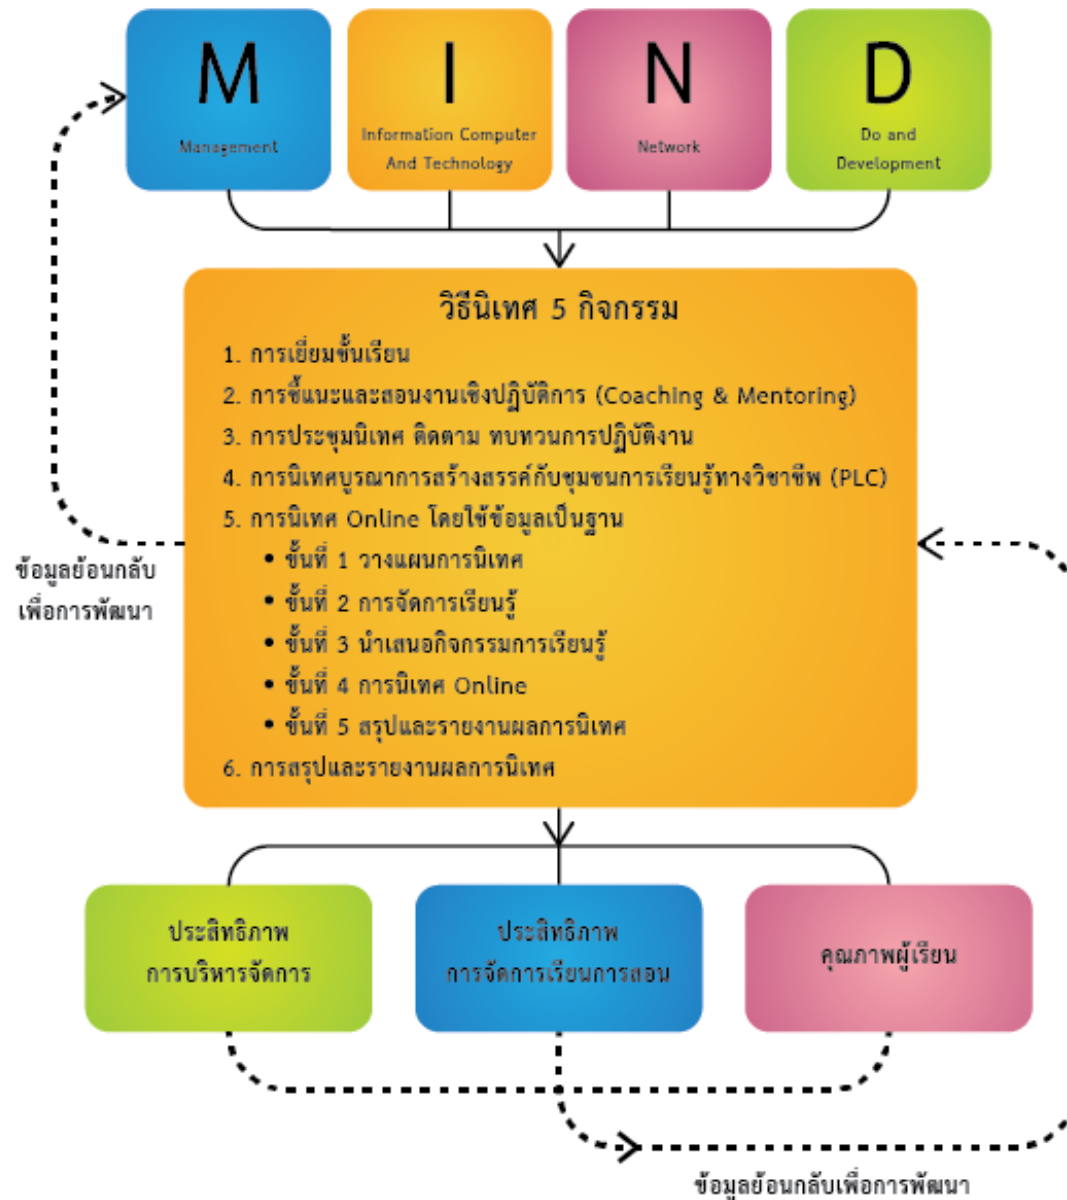 M
Management
I
Information Computer
And Technology
N
Network
D
Do and
Development
วิธีนิเทศ 5 กิจกรรม
1. การเยี่ยมชั้นเรียน
2. การชี้แนะและสอนงานเชิงปฏิบัติการ (Coaching & Mentoring)
3. การประชุมนิเทศ ติดตาม ทบทวนการปฏิบัติงาน
4. การนิเทศบูรณาการสร้างสรรค์กับชุมชนการเรียนรู้ทางวิชาชีพ (PLC)
5. การนิเทศ Online โดยใช้ข้อมูลเป็นฐาน
• ขั้นที่ 1 วางแผนการนิเทศ
• ขั้นที่ 2 การจัดการเรียนรู้
• ขั้นที่ 3 นำเสนอกิจกรรมการเรียนรู้
• ขั้นที่ 4 การนิเทศ Online
• ขั้นที่ 5 สรุปและรายงานผลการนิเทศ
6. การสรุปและรายงานผลการนิเทศ
ข้อมูลย้อนกลับ
เพื่อการพัฒนา
ประสิทธิภาพ
การบริหารจัดการ
ประสิทธิภาพ
การจัดการเรียนการสอน
คุณภาพผู้เรียน
ข้อมูลย้อนกลับเพื่อการพัฒนา